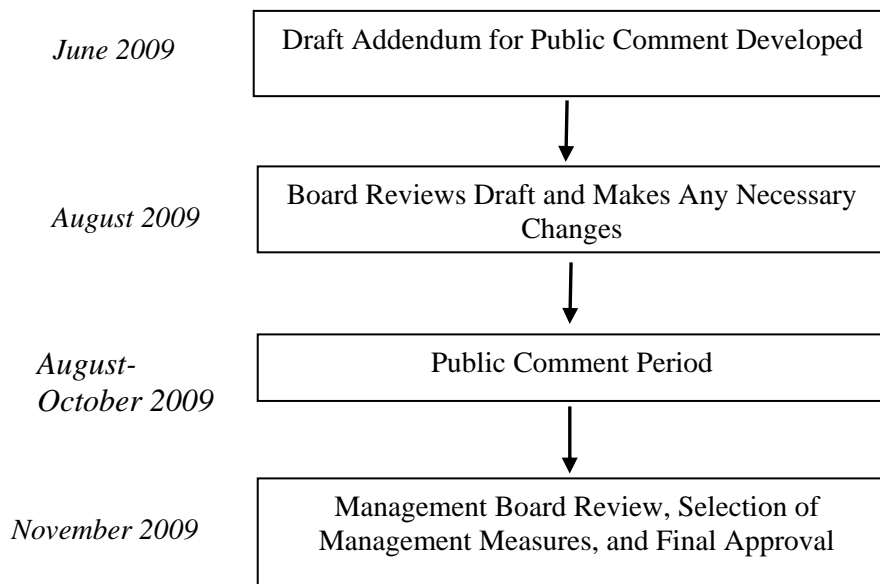 June 2009
Draft Addendum for Public Comment Developed
August 2009
Board Reviews Draft and Makes Any Necessary
Changes
August-
October 2009
Public Comment Period
November 2009
Management Board Review, Selection of
Management Measures, and Final Approval